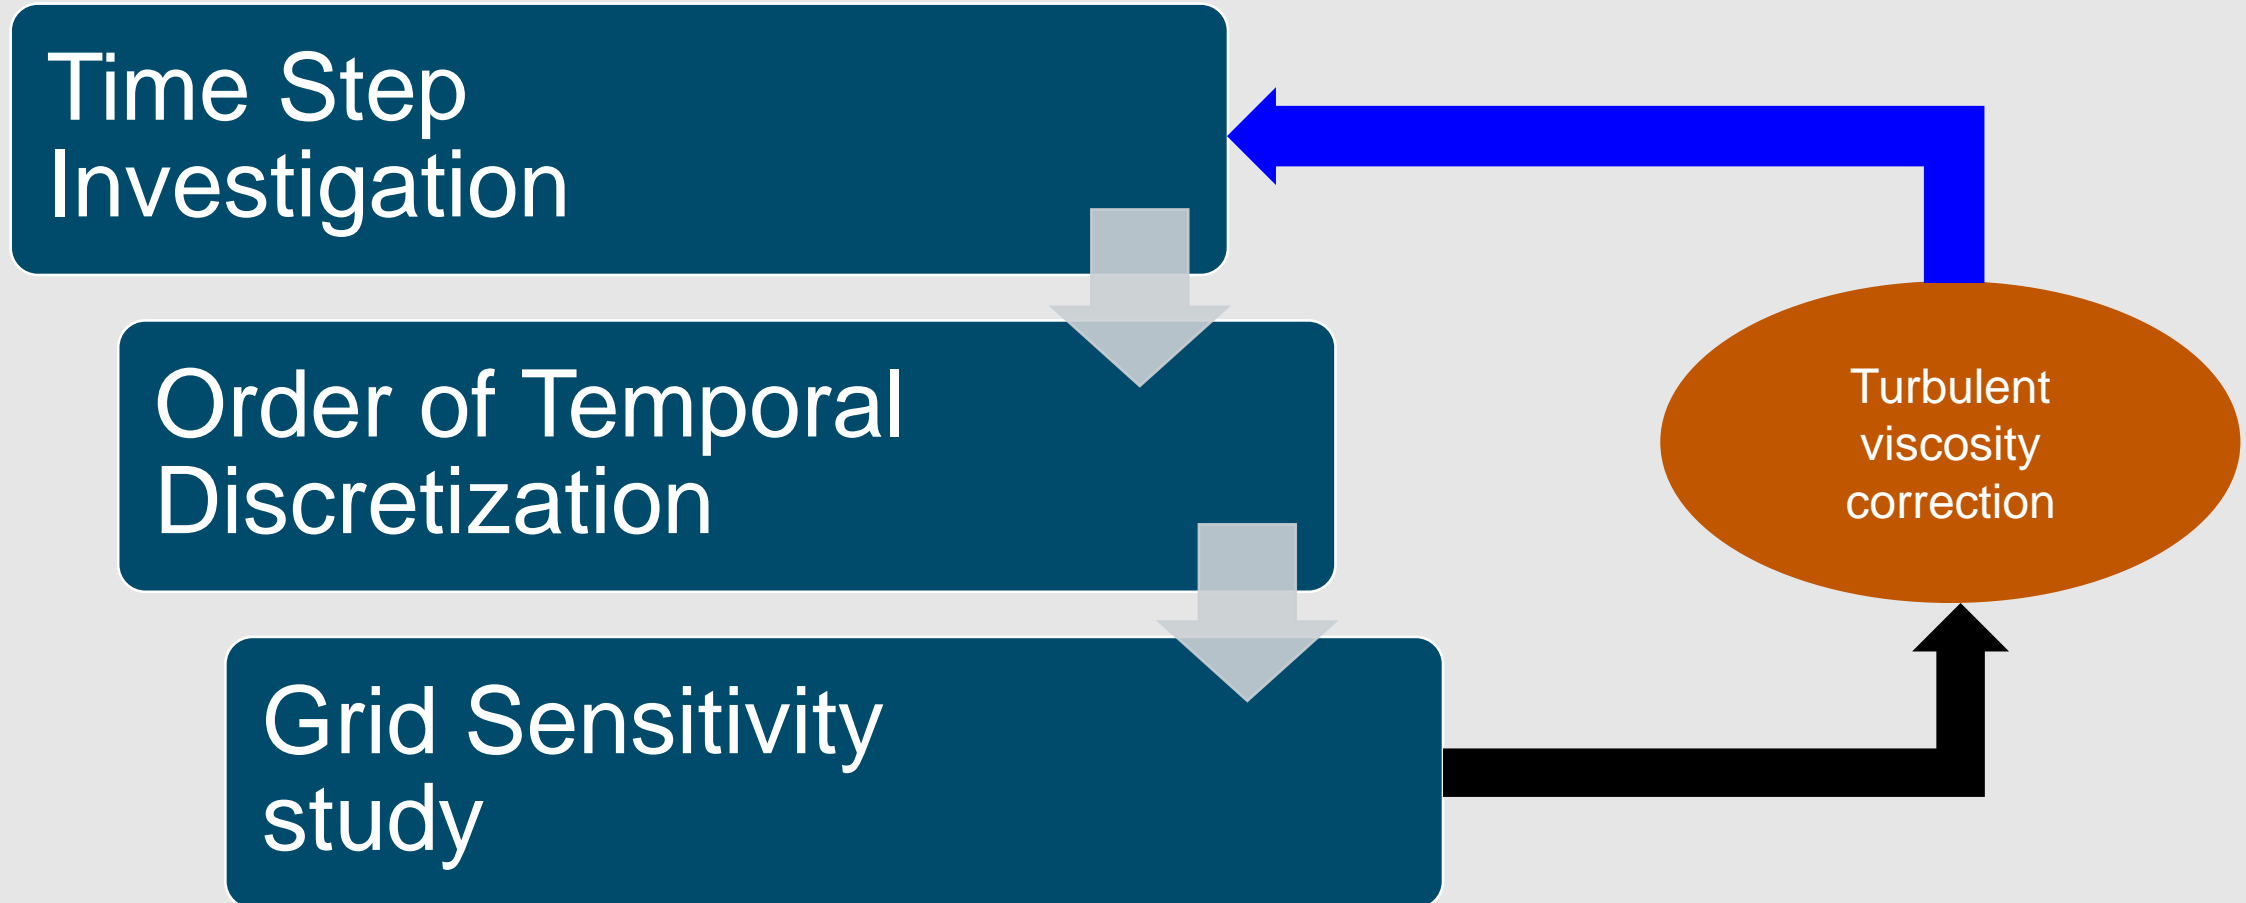 Time Step
Investigation
Order of Temporal
Discretization
Grid Sensitivity
study
Turbulent
viscosity
correction